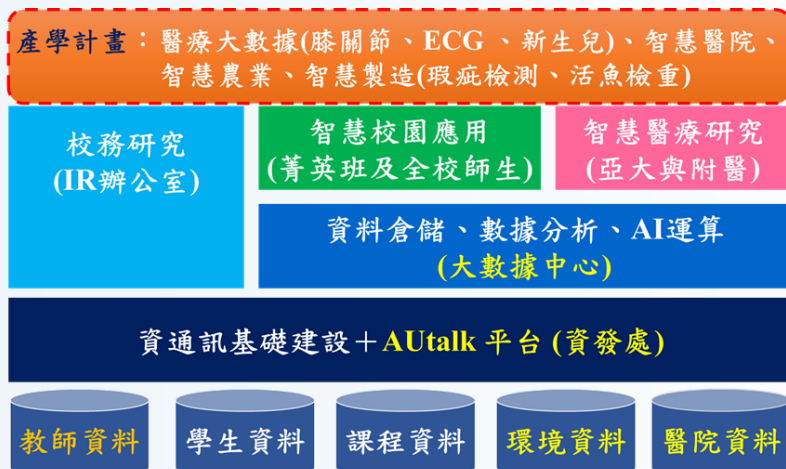 產學計畫：醫療大數據(膝關節、ECG 、新生兒)、智慧醫院、
智慧農業、智慧製造(瑕疵檢測、活魚檢重)
校務研究
(IR辦公室)
智慧校園應用
(菁英班及全校師生)
智慧醫療研究
(亞大與附醫)
資料倉儲、數據分析、AI運算
(大數據中心)
資通訊基礎建設＋AUtalk 平台 (資發處)
教師資料
學生資料
課程資料
環境資料
醫院資料